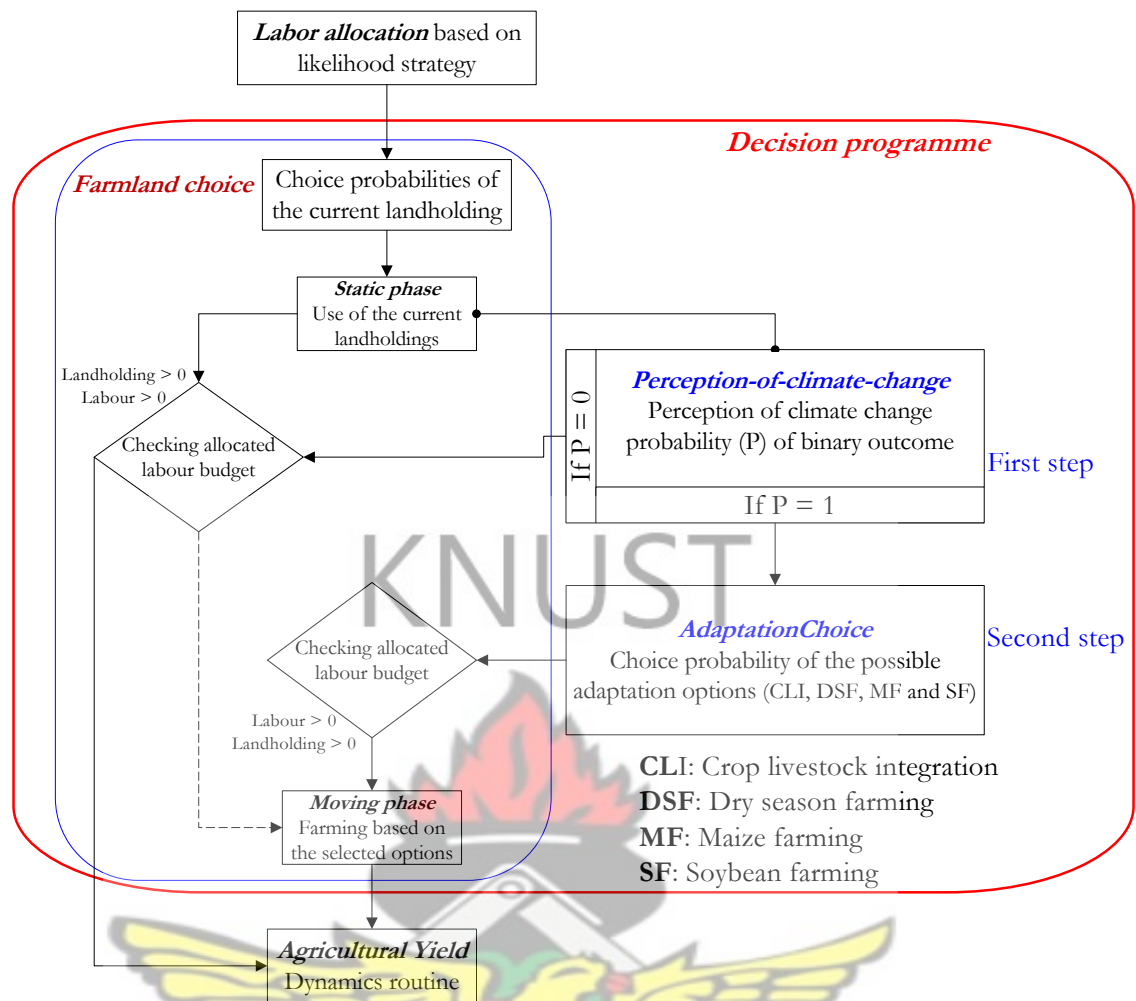 Labor allocation based on
likelihood strategy
Decision programme
Farmland choice
Choice probabilities of
the current landholding
Static phase
Use of the current
landholdings
Landholding > 0
Labour > 0
Checking allocated
labour budget
If P = 0
Perception-of-climate-change
Perception of climate change
probability (P) of binary outcome
First step
If P = 1
KNUST
Checking allocated
labour budget
AdaptationChoice
Choice probability of the possible
adaptation options (CLI, DSF, MF and SF)
Second step
Labour > 0
Landholding > 0
CLI: Crop livestock integration
DSF: Dry season farming
MF: Maize farming
SF: Soybean farming
Moving phase
Farming based on
the selected options
Agricultural Yield
Dynamics routine